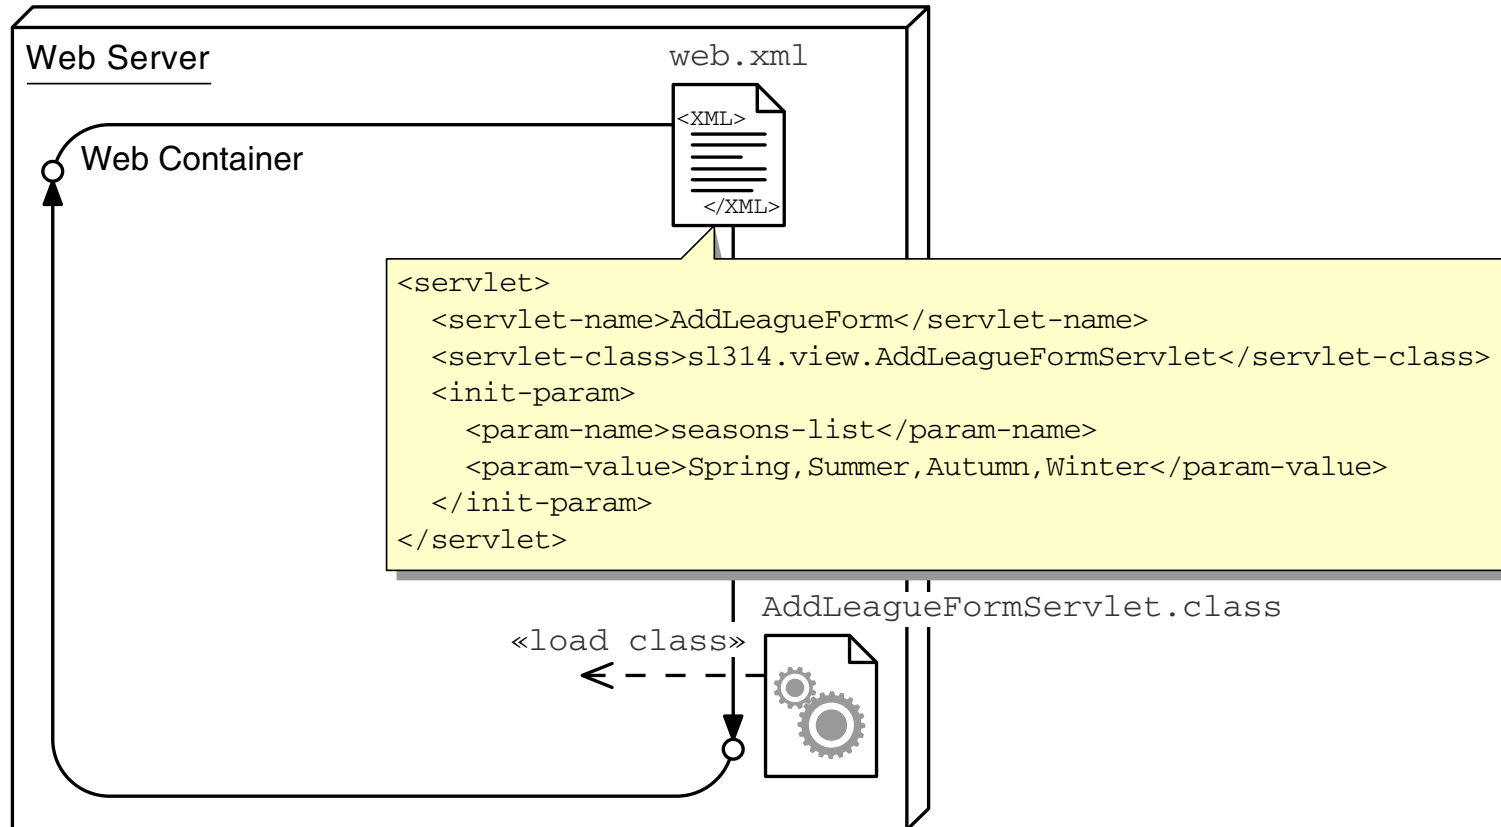 Web Server
web.xml
<XML>
Web Container
</XML>
<servlet>
  <servlet-name>AddLeagueForm</servlet-name>
  <servlet-class>sl314.view.AddLeagueFormServlet</servlet-class>
  <init-param>
    <param-name>seasons-list</param-name>
    <param-value>Spring,Summer,Autumn,Winter</param-value>
  </init-param>
</servlet>
AddLeagueFormServlet.class
«load class»